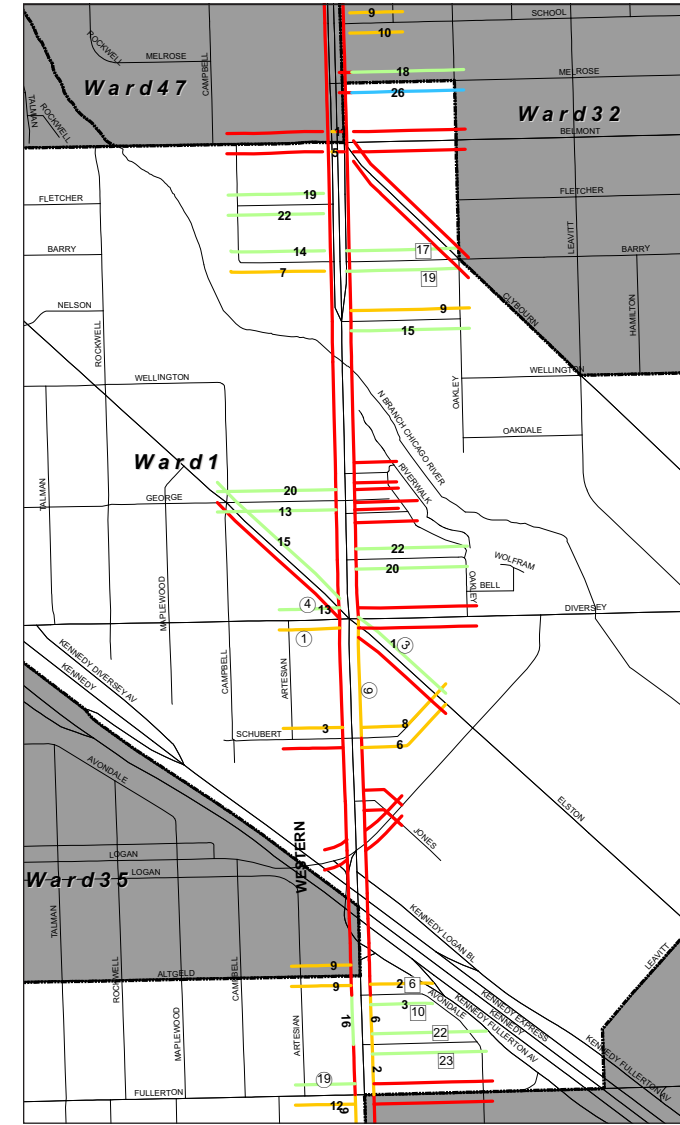 9
SCHOOL
10
ROCKWELL
MELROSE
CAMPBELL
Ward47
18
MELROSE
26
TALMAN
ROCKWELL
Ward32
BELMONT
5
19
FLETCHER
22
FLETCHER
LEAVITT
BARRY
14
17
BARRY
7
19
CLYBOURN
HAMILTON
NELSON
9
ROCKWELL
15
WELLINGTON
WELLINGTON
OAKLEY
N BRANCH CHICAGO RIVER
OAKDALE
Ward1
RIVERWALK
TALMAN
GEORGE
20
13
15
22
WOLFRAM
20
MAPLEWOOD
OAKLEY
BELL
4
13
DIVERSEY
1
3
KENNEDY DIVERSEY AV
KENNEDY
CAMPBELL
ARTESIAN
9
3
8
SCHUBERT
6
AVONDALE
ELSTON
JONES
WESTERN
LOGAN
LOGAN
Ward35
TALMAN
KENNEDY LOGAN BL
LEAVITT
9
ALTGELD
ROCKWELL
CAMPBELL
9
2
6
MAPLEWOOD
ARTESIAN
16
6
3
10
AVONDALE
KENNEDY EXPRESS
KENNEDY
KENNEDY FULLERTON AV
22
23
KENNEDY FULLERTON AV
2
19
FULLERTON
12
9